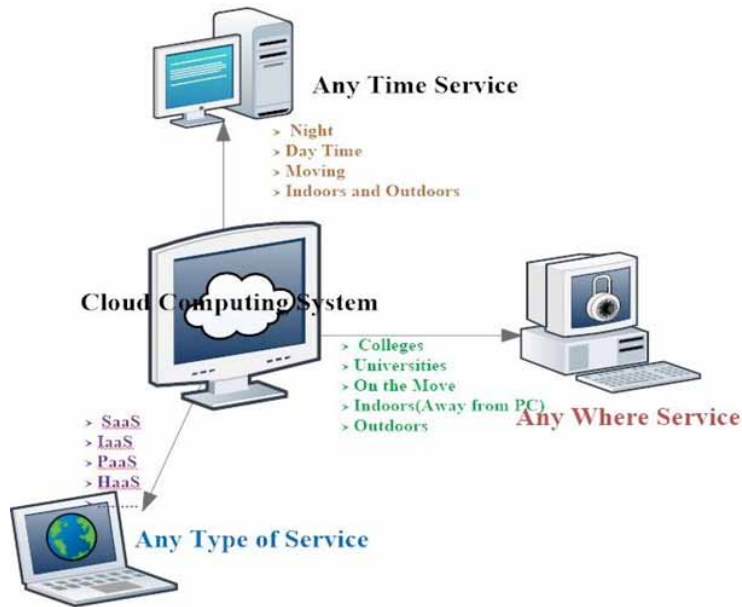 Any Time Service
> Night
> Day Time
> Moving
> Indoors and Outdoors
Cloud Computing System
> Colleges
> Universities
> On the Move
> Indoors(Away from PC)
> Outdoors
Any Where Service
> SaaS
> IaaS
> PaaS
> HaaS
> ........
Any Type of Service